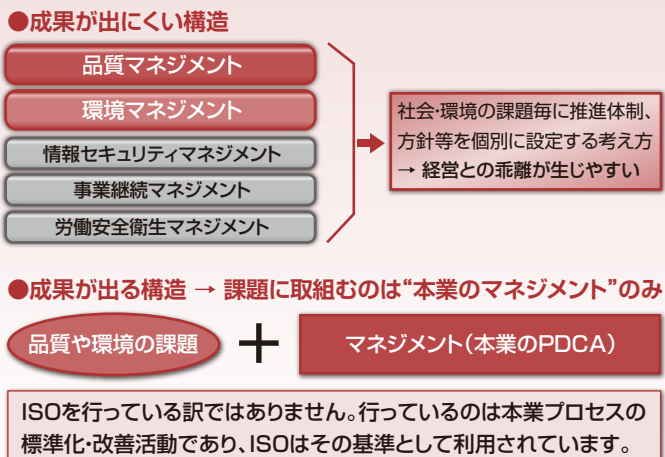 ●成果が出にくい構造
品質マネジメント
環境マネジメント
情報セキュリティマネジメント
事業継続マネジメント
労働安全衛生マネジメント
社会・環境の課題毎に推進体制、
方針等を個別に設定する考え方
→ 経営との乖離が生じやすい
●成果が出る構造 → 課題に取組むのは“本業のマネジメント”のみ
品質や環境の課題
＋
マネジメント（本業のPDCA）
ISOを行っている訳ではありません。行っているのは本業プロセスの
標準化・改善活動であり、ISOはその基準として利用されています。